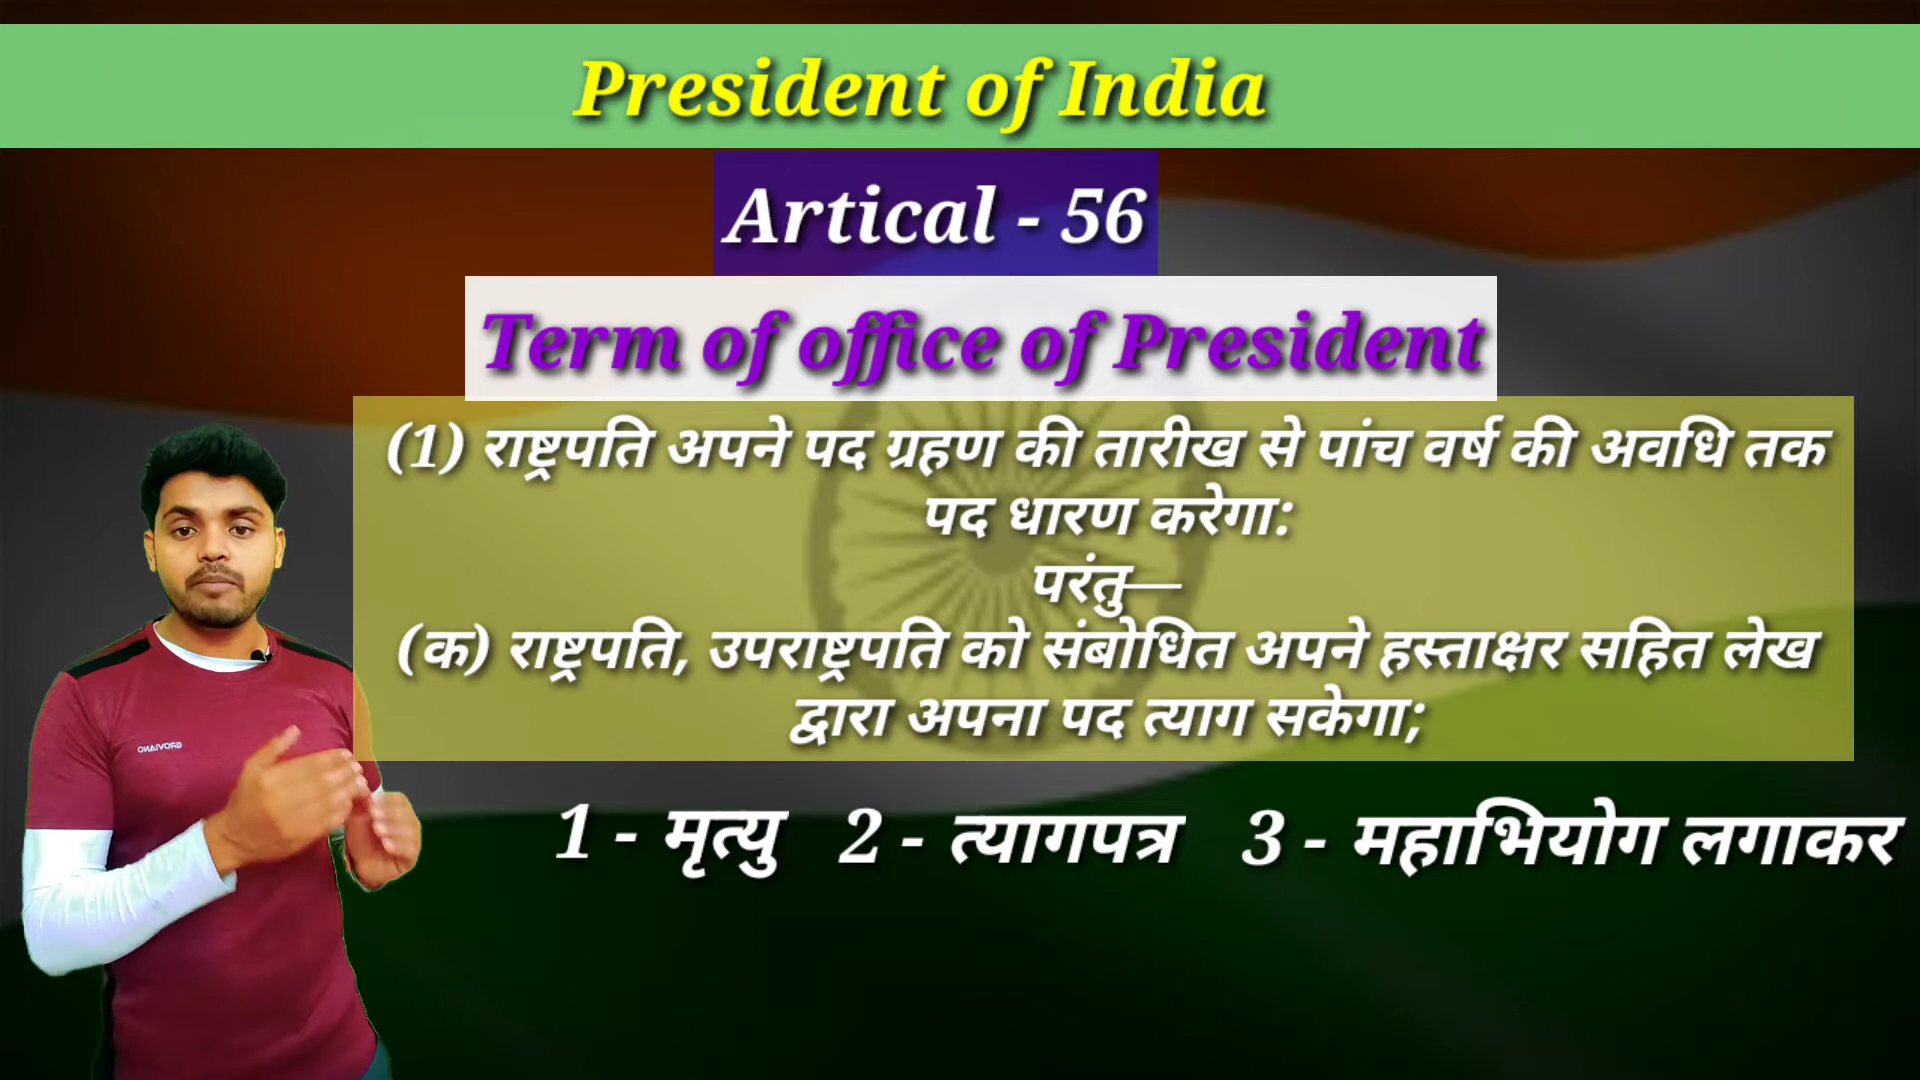 President of India
Artical - 56
Term of office of President
(1) राष्ट्रपति अपने पद ग्रहण की तारीख से पांच वर्ष की अवधि तक
पद धारण करेगा:
परंतु—
(क) राष्ट्रपति, उपराष्ट्रपति को संबोधित अपने हस्ताक्षर सहित लेख
द्वारा अपना पद त्याग सकेगा;
GROVIANO
1 - मृत्यु 2 - त्यागपत्र 3 - महाभियोग लगाकर